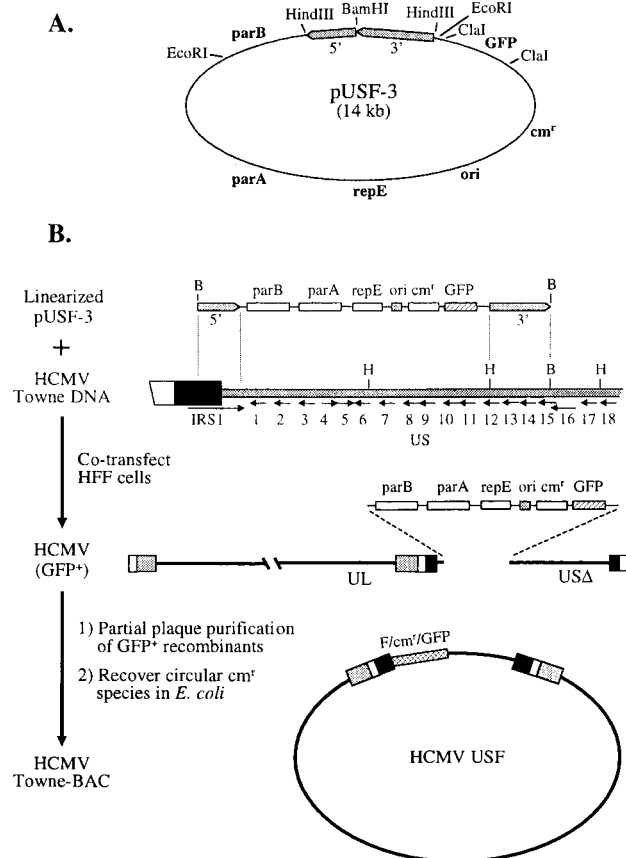 A.
HindIII BamHI HindIII EcoRI
parB ClaI GFP
EcoRI 5' 3' ClaI
pUSF-3
(14 kb)
cmʳ
parA repE ori
B.
B B
Linearized
pUSF-3
parB parA repE ori cmʳ GFP
5' 3'
+
HCMV
Towne DNA
H H B H
IRS1 1 2 3 4 5 6 7 8 9 10 11 12 13 14 15 16 17 18
US
Co-transfect
HFF cells
parB parA repE ori cmʳ GFP
HCMV
(GFP⁺)
UL USΔ
1) Partial plaque purification
of GFP⁺ recombinants
2) Recover circular cmʳ
species in E. coli
F/cmʳ/GFP
HCMV
Towne-BAC
HCMV USF